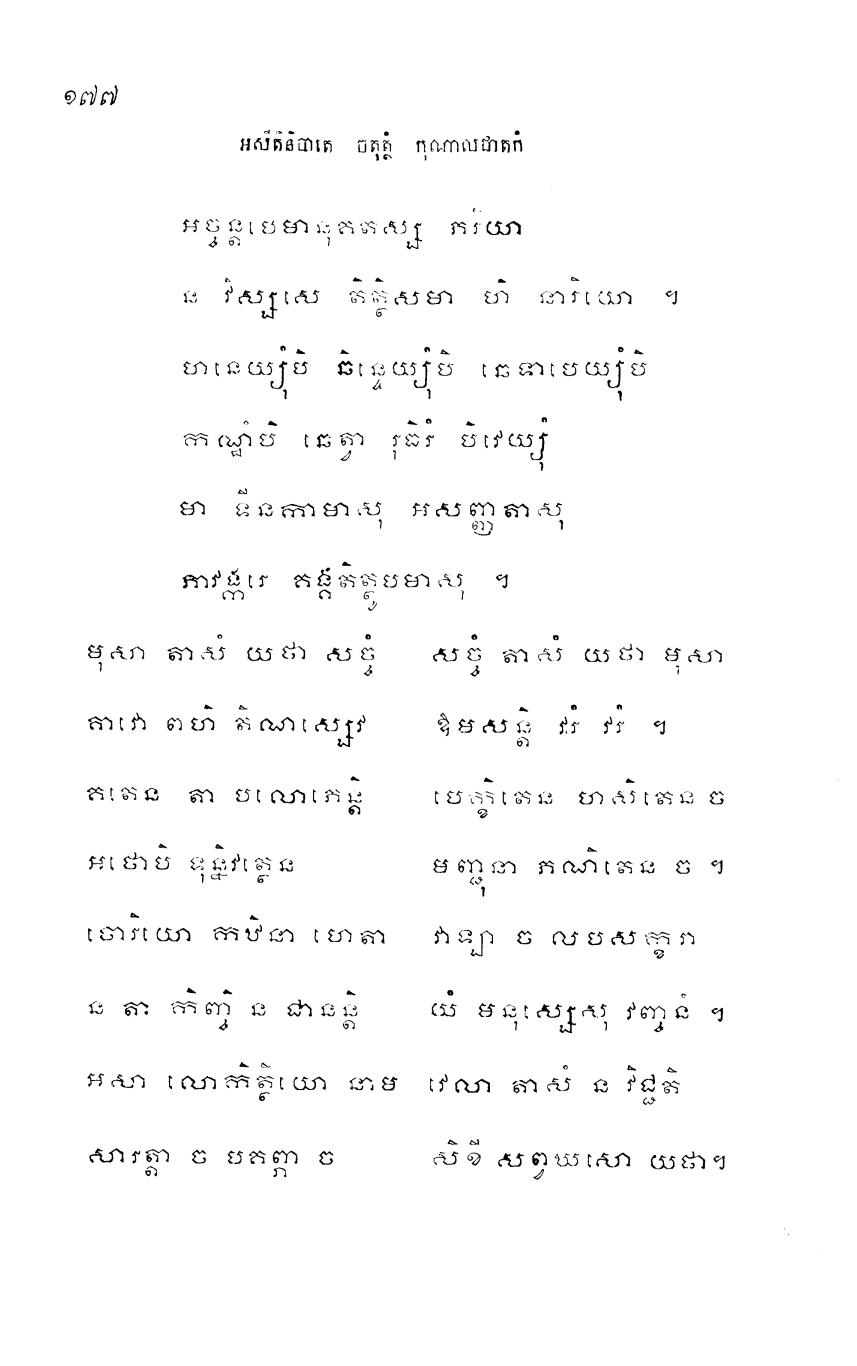 ១៧៧
អសីតិនិបាតេ ចតុត្ថំ កុណាលជាតកំ
អច្ចន្តបេមានុគតស្ស ភរិយា
ន វិស្សសេ តិត្ថសមា ហិ នារិយោ ។
ហនេយ្យុំបិ ឆិន្ទេយ្យុំបិ ឆេទាបេយ្យុំបិ
កណ្ឋំបិ ឆេត្វា រុធិរំ បិវេយ្យុំ
មា ទីនកាមាសុ អសញ្ញតាសុ
ភាវង្ករេ គង្គតិត្ថូបមាសុ ។
មុសា តាសំ យថា សច្ចំ សច្ចំ តាសំ យថា មុសា
គាវោ ពហិ តិណស្សេវ ឱមសន្តិ វរំ វរំ ។
គតេន តា បលោភេន្តិ បេក្ខិតេន ហសិតេន ច
អថោបិ ទុន្និវត្ថេន មញ្ជុនា ភណិតេន ច ។
ចោរិយោ កឋិនា ហេតា វាឡា ច លបសក្ខរា
ន តា កិញ្ចិ ន ជានន្តិ យំ មនុស្សេសុ វញ្ចនំ ។
អសា លោកិត្ថិយោ នាម វេលា តាសំ ន វិជ្ជតិ
សារត្តា ច បគព្ភា ច សិខី សព្វឃសោ យថា។